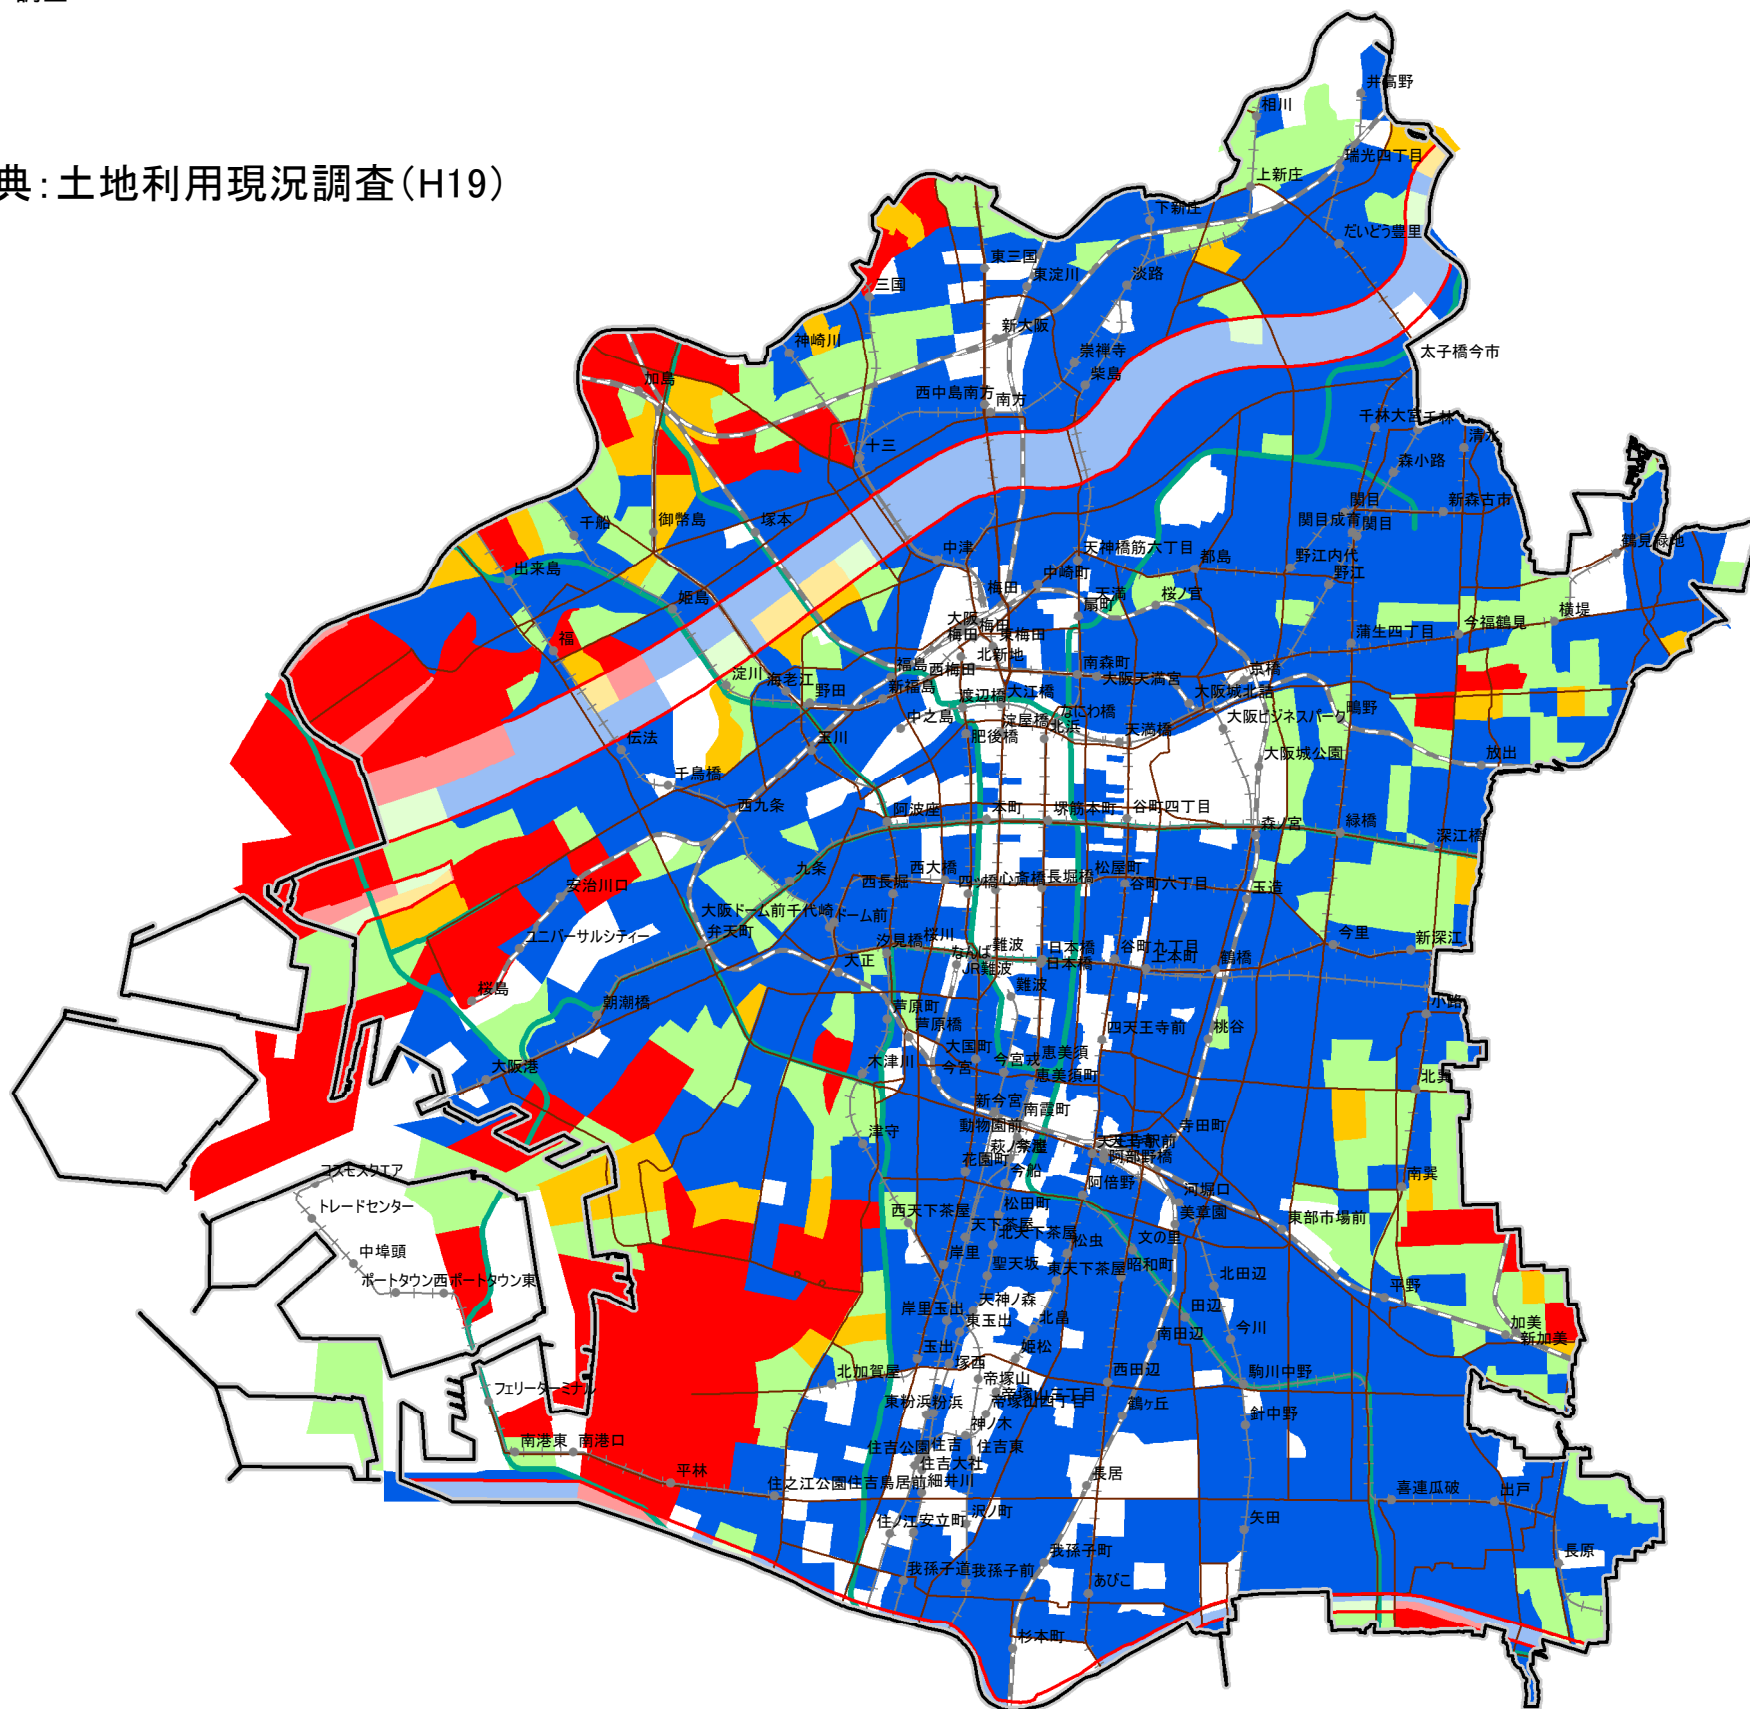 典：土地利用現況調査（H19）
井高野
相川
瑞光四丁目
上新庄
下新庄
だいどう豊里
東三国
東淀川
淡路
三国
新大阪
神崎川
崇禅寺
柴島
太子橋今市
加島
西中島南方
南方
千林大宮
千林
清水
十三
森小路
関目
新森古市
千船
御幣島
塚本
関目成育
関目
中津
天神橋筋六丁目
都島
野江内代
鶴見緑地
出来島
中崎町
野江
梅田
天満
桜ノ宮
姫島
扇町
横堤
大阪
梅田
梅田
東梅田
蒲生四丁目
今福鶴見
福
北新地
福島
西梅田
南森町
京橋
淀川
海老江
野田
新福島
大阪天満宮
大阪城北詰
渡辺橋
大江橋
なにわ橋
大阪ビジネスパーク
鴫野
中之島
淀屋橋
北浜
伝法
玉川
肥後橋
天満橋
大阪城公園
放出
千鳥橋
西九条
阿波座
本町
堺筋本町
谷町四丁目
森ノ宮
緑橋
深江橋
九条
西大橋
松屋町
安治川口
西長堀
四ツ橋
心斎橋
長堀橋
谷町六丁目
玉造
大阪ドーム前千代崎
ドーム前
ユニバーサルシティー
弁天町
汐見橋
桜川
難波
日本橋
谷町九丁目
今里
新深江
なんば
大正
JR難波
日本橋
上本町
鶴橋
桜島
難波
朝潮橋
小路
芦原町
芦原橋
四天王寺前
桃谷
大国町
恵美須
大阪港
木津川
今宮
今宮戎
恵美須町
北巽
新今宮
南霞町
動物園前
寺田町
津守
天王寺駅前
萩ノ茶屋
阿部野橋
花園町
今船
南巽
コスモスクエア
阿倍野
河堀口
トレードセンター
松田町
西天下茶屋
美章園
東部市場前
天下茶屋
北天下茶屋
文の里
中埠頭
岸里
松虫
聖天坂
東天下茶屋
昭和町
北田辺
ポートタウン西
ポートタウン東
平野
岸里玉出
天神ノ森
田辺
東玉出
北畠
今川
加美
南田辺
新加美
玉出
姫松
塚西
北加賀屋
帝塚山
西田辺
駒川中野
フェリーターミナル
帝塚山三丁目
東粉浜
粉浜
帝塚山四丁目
鶴ヶ丘
針中野
神ノ木
南港東
南港口
住吉公園
住吉
住吉東
平林
住吉大社
長居
住之江公園
住吉鳥居前
細井川
喜連瓜破
出戸
沢ノ町
住ノ江
安立町
矢田
我孫子町
長原
我孫子道
我孫子前
あびこ
杉本町